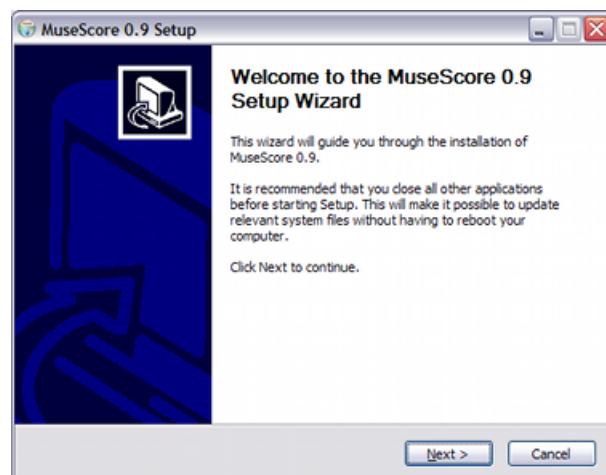 MuseScore 0.9 Setup
Welcome to the MuseScore 0.9
Setup Wizard
This wizard will guide you through the installation of
MuseScore 0.9.
It is recommended that you close all other applications
before starting Setup. This will make it possible to update
relevant system files without having to reboot your
computer.
Click Next to continue.
Next >
Cancel